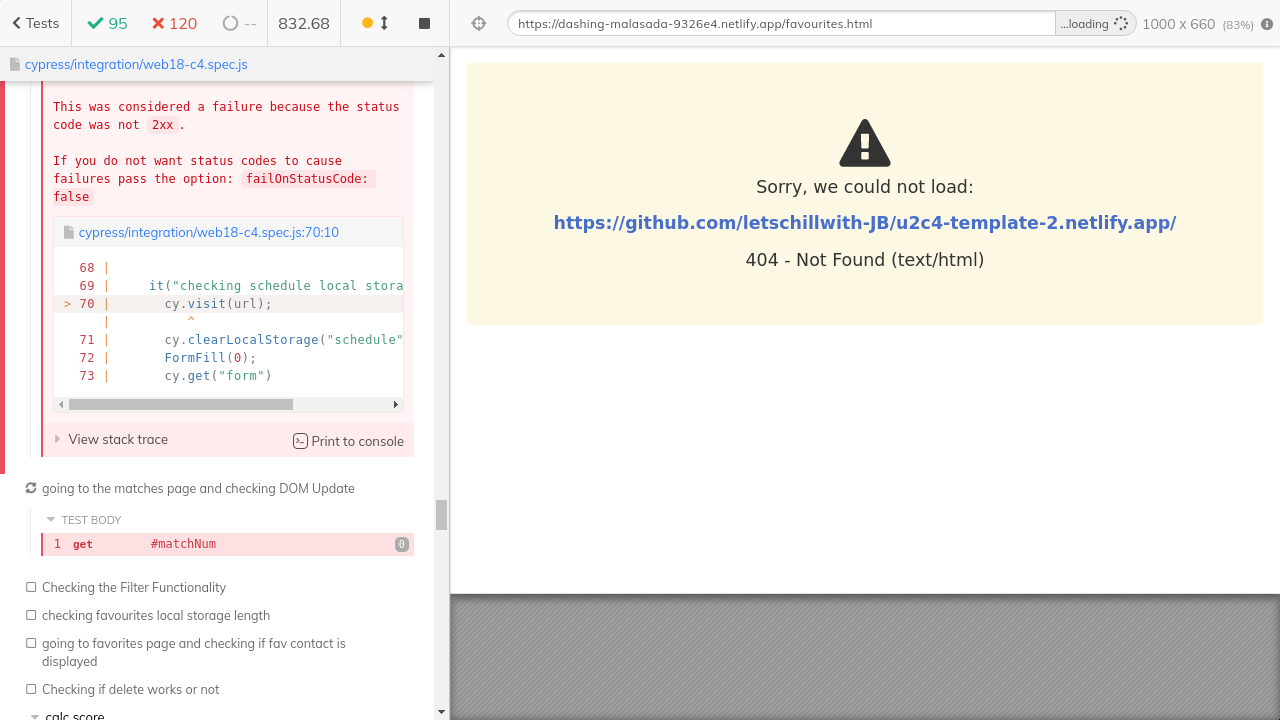 Tests
95
120
--
832.68
https://dashing-malasada-9326e4.netlify.app/favourites.html
...loading
1000 x 660 (83%)
cypress/integration/web18-c4.spec.js
This was considered a failure because the status
code was not 2xx.
If you do not want status codes to cause
failures pass the option: failOnStatusCode:
false
cypress/integration/web18-c4.spec.js:70:10
68 |
69 | it("checking schedule local stora
> 70 | cy.visit(url);
| ^
71 | cy.clearLocalStorage("schedule"
72 | FormFill(0);
73 | cy.get("form")
View stack trace
Print to console
going to the matches page and checking DOM Update
TEST BODY
1 get #matchNum 0
Checking the Filter Functionality
checking favourites local storage length
going to favorites page and checking if fav contact is
displayed
Checking if delete works or not
calc score
Sorry, we could not load:
https://github.com/letschillwith-JB/u2c4-template-2.netlify.app/
404 - Not Found (text/html)